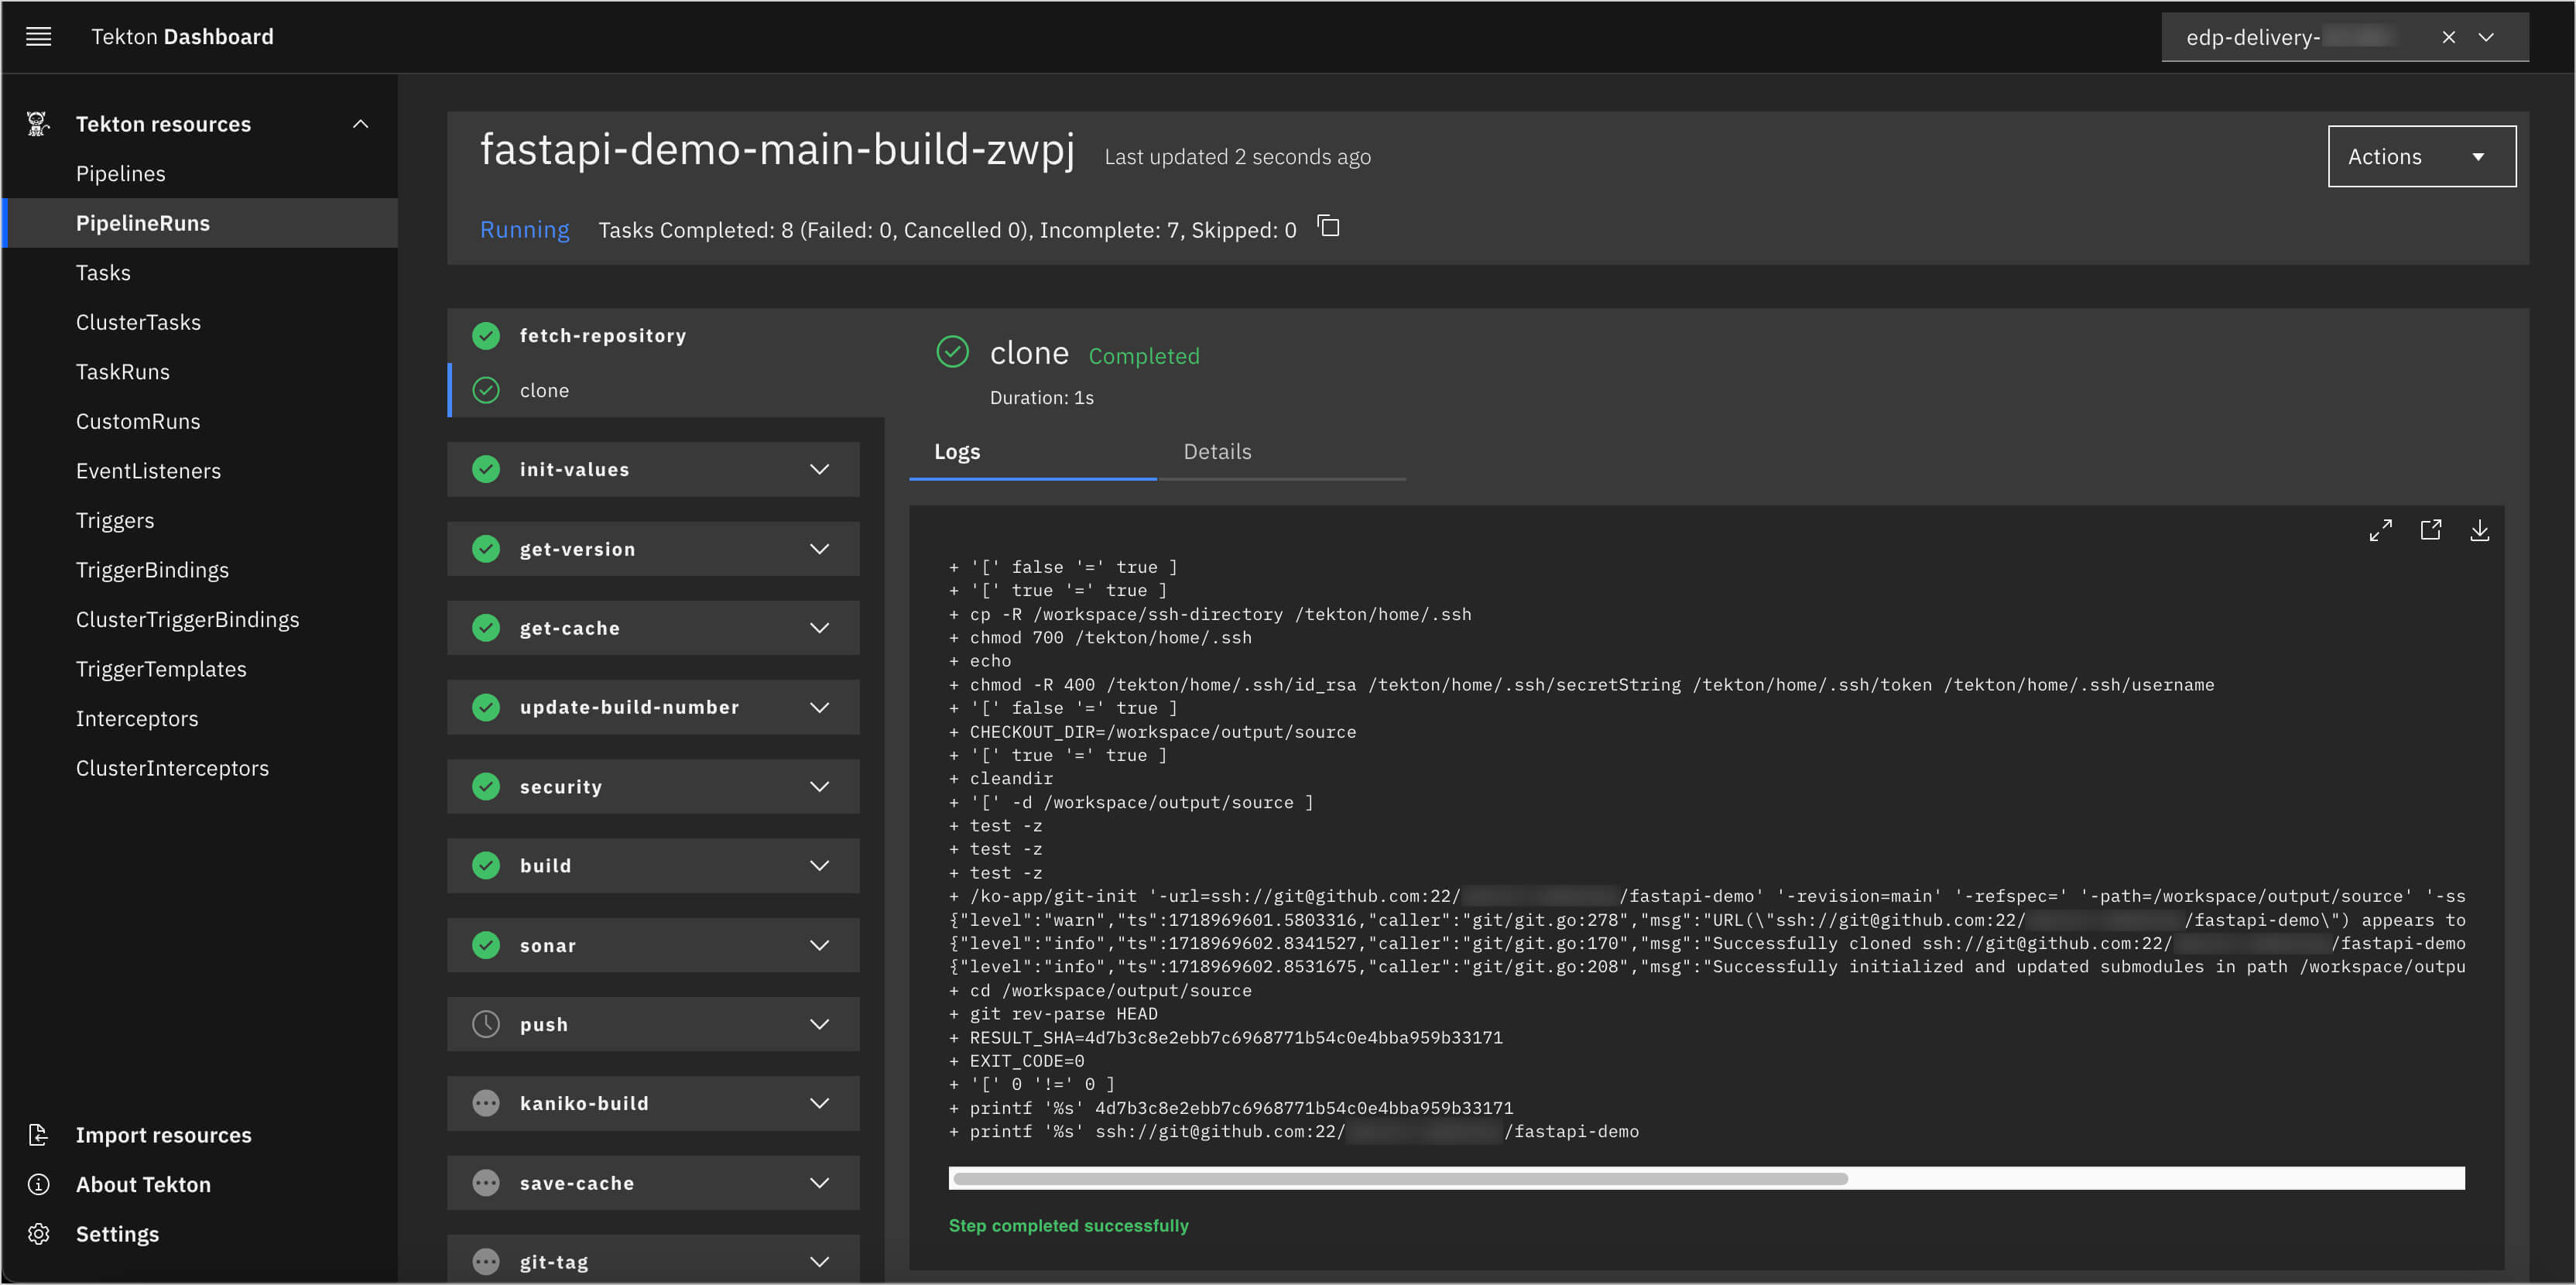 Tekton Dashboard
edp-delivery-
Tekton resources
Pipelines
PipelineRuns
Tasks
ClusterTasks
TaskRuns
CustomRuns
EventListeners
Triggers
TriggerBindings
ClusterTriggerBindings
TriggerTemplates
Interceptors
ClusterInterceptors
Import resources
About Tekton
Settings
fastapi-demo-main-build-zwpj Last updated 2 seconds ago
Actions
Running Tasks Completed: 8 (Failed: 0, Cancelled 0), Incomplete: 7, Skipped: 0
fetch-repository
clone
init-values
get-version
get-cache
update-build-number
security
build
sonar
push
kaniko-build
save-cache
git-tag
clone Completed
Duration: 1s
Logs Details
+ '[' false '=' true ]
+ '[' true '=' true ]
+ cp -R /workspace/ssh-directory /tekton/home/.ssh
+ chmod 700 /tekton/home/.ssh
+ echo
+ chmod -R 400 /tekton/home/.ssh/id_rsa /tekton/home/.ssh/secretString /tekton/home/.ssh/token /tekton/home/.ssh/username
+ '[' false '=' true ]
+ CHECKOUT_DIR=/workspace/output/source
+ '[' true '=' true ]
+ cleandir
+ '[' -d /workspace/output/source ]
+ test -z
+ test -z
+ test -z
+ /ko-app/git-init '-url=ssh://git@github.com:22/ /fastapi-demo' '-revision=main' '-refspec=' '-path=/workspace/output/source' '-ss
{"level":"warn","ts":1718969601.5803316,"caller":"git/git.go:278","msg":"URL(\"ssh://git@github.com:22/ /fastapi-demo\") appears to
{"level":"info","ts":1718969602.8341527,"caller":"git/git.go:170","msg":"Successfully cloned ssh://git@github.com:22/ /fastapi-demo
{"level":"info","ts":1718969602.8531675,"caller":"git/git.go:208","msg":"Successfully initialized and updated submodules in path /workspace/outpu
+ cd /workspace/output/source
+ git rev-parse HEAD
+ RESULT_SHA=4d7b3c8e2ebb7c6968771b54c0e4bba959b33171
+ EXIT_CODE=0
+ '[' 0 '!=' 0 ]
+ printf '%s' 4d7b3c8e2ebb7c6968771b54c0e4bba959b33171
+ printf '%s' ssh://git@github.com:22/ /fastapi-demo
Step completed successfully